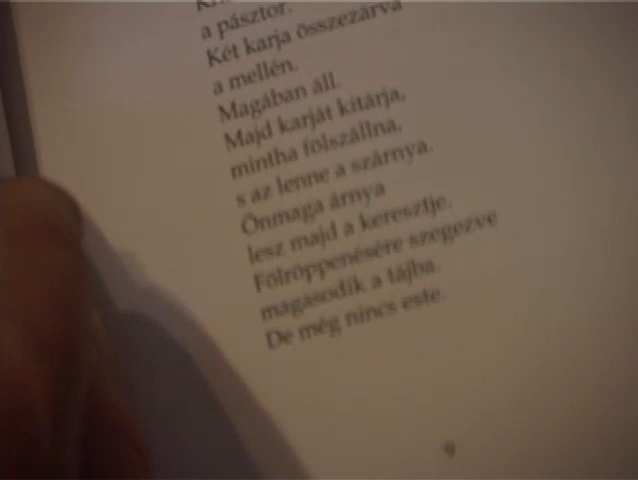 a pásztor.
Két karja összezárva
a mellén.
Magában áll.
Majd karját kitárja,
mintha fölszállna,
s az lenne a szárnya.
Önmaga árnya
lesz majd a keresztje.
Fölröppenésére szegezve
magasodik a tájba.
De még nincs este.
9